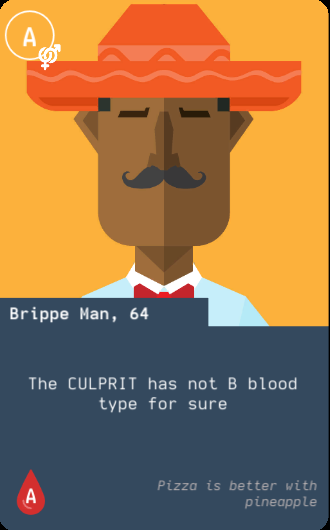 A
Brippe Man, 64
The CULPRIT has not B blood
type for sure
A
Pizza is better with
pineapple